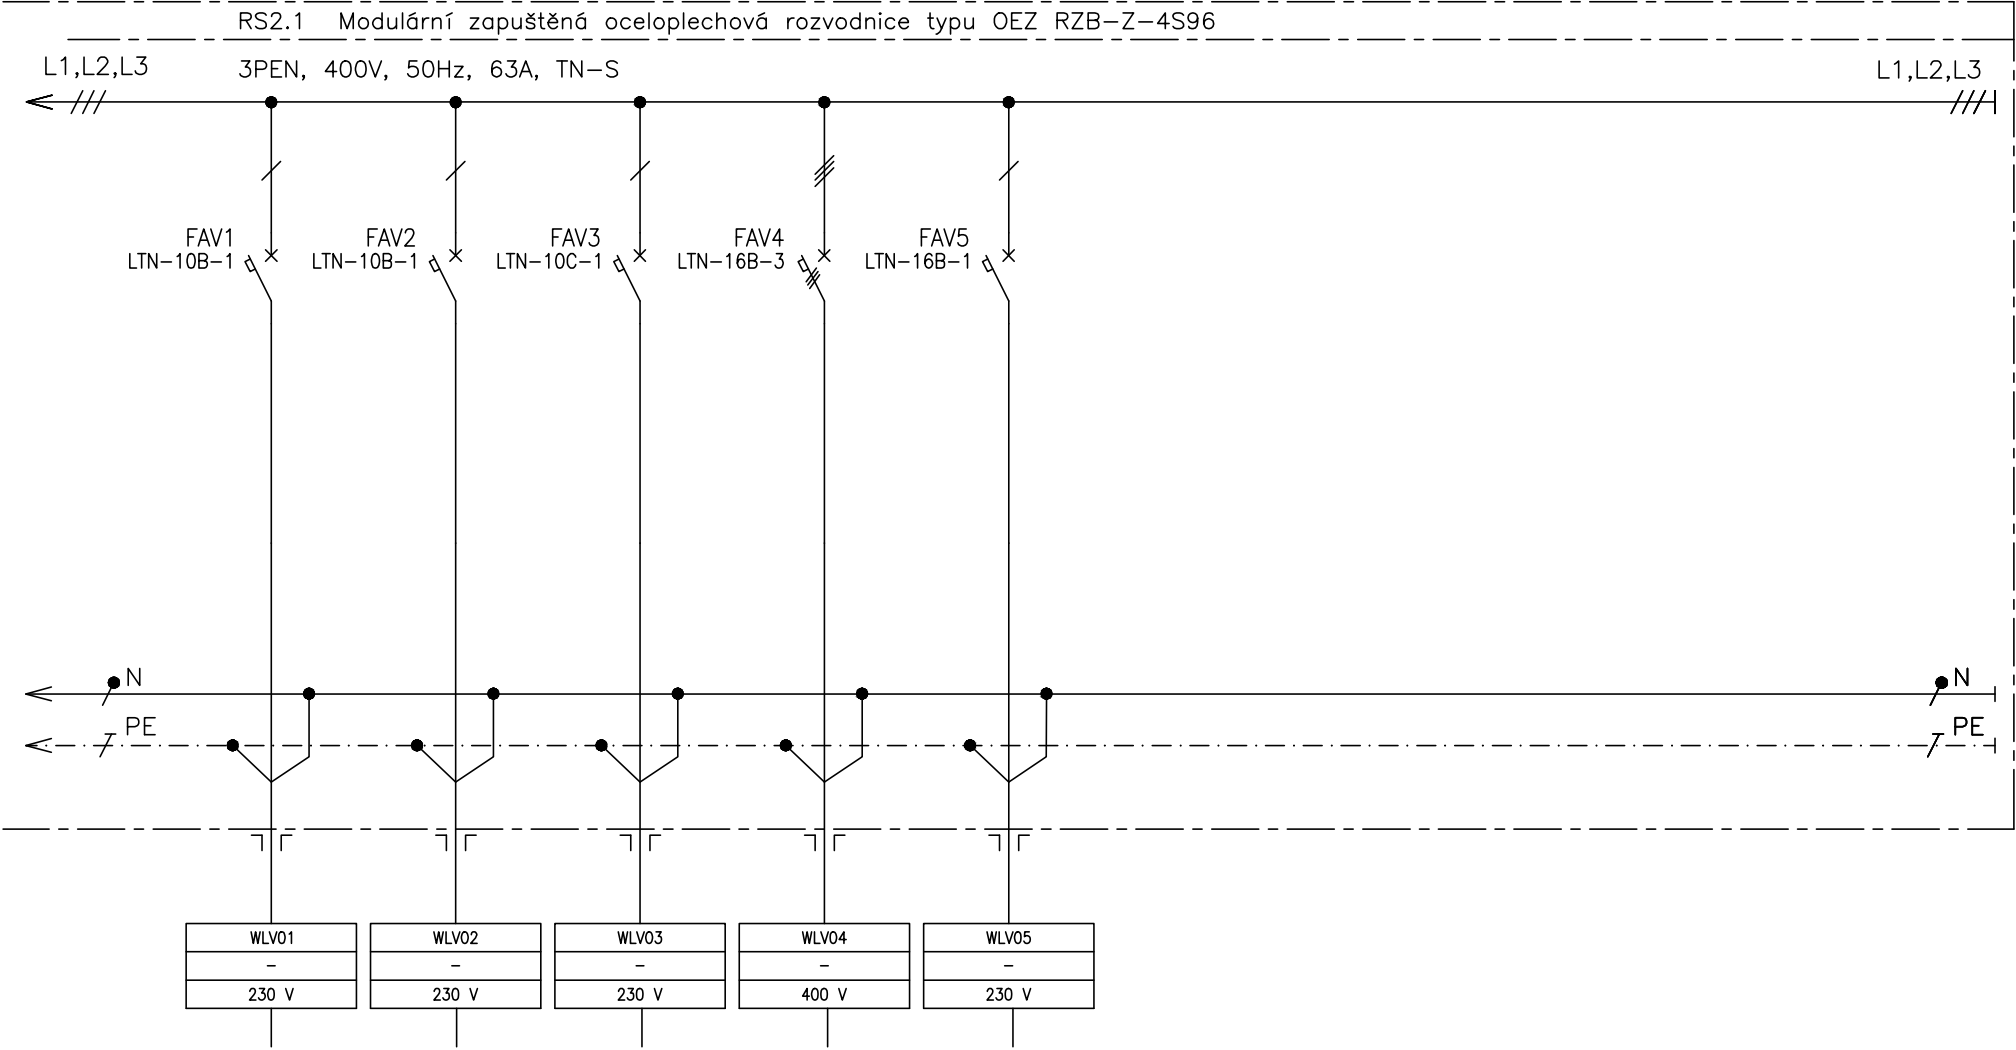 RS2.1 Modulární zapuštěná oceloplechová rozvodnice typu OEZ RZB-Z-4S96
L1,L2,L3 3PEN, 400V, 50Hz, 63A, TN-S L1,L2,L3
FAV1 FAV2 FAV3 FAV4 FAV5
LTN-10B-1 LTN-10B-1 LTN-10C-1 LTN-16B-3 LTN-16B-1
N N
PE PE
WLV01 WLV02 WLV03 WLV04 WLV05
- - - - -
230 V 230 V 230 V 400 V 230 V